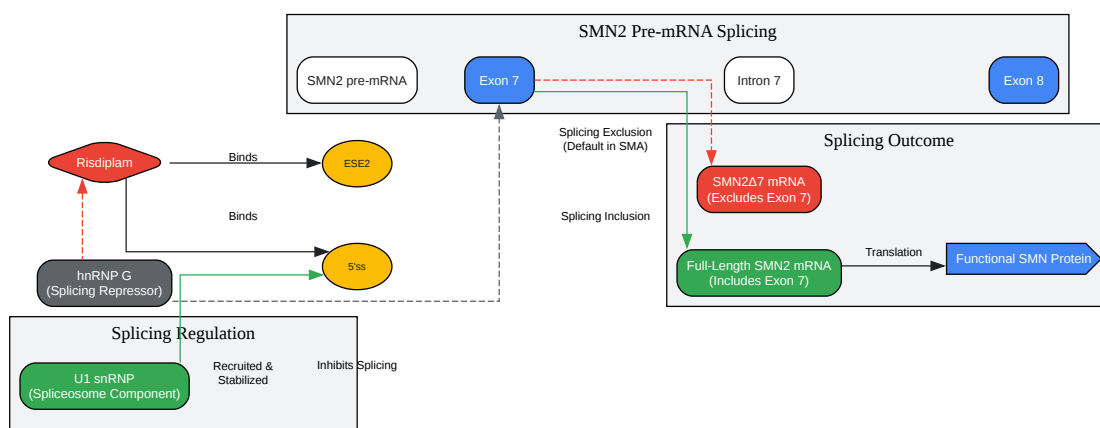 SMN2 Pre-mRNA Splicing
SMN2 pre-mRNA
Exon 7
Intron 7
Exon 8
Splicing Exclusion
(Default in SMA)
Splicing Outcome
Risdiplam
Binds
ESE2
SMN2Δ7 mRNA
(Excludes Exon 7)
Binds
Splicing Inclusion
hnRNP G
(Splicing Repressor)
5'ss
Full-Length SMN2 mRNA
(Includes Exon 7)
Translation
Functional SMN Protein
Splicing Regulation
U1 snRNP
(Spliceosome Component)
Recruited &
Stabilized
Inhibits Splicing